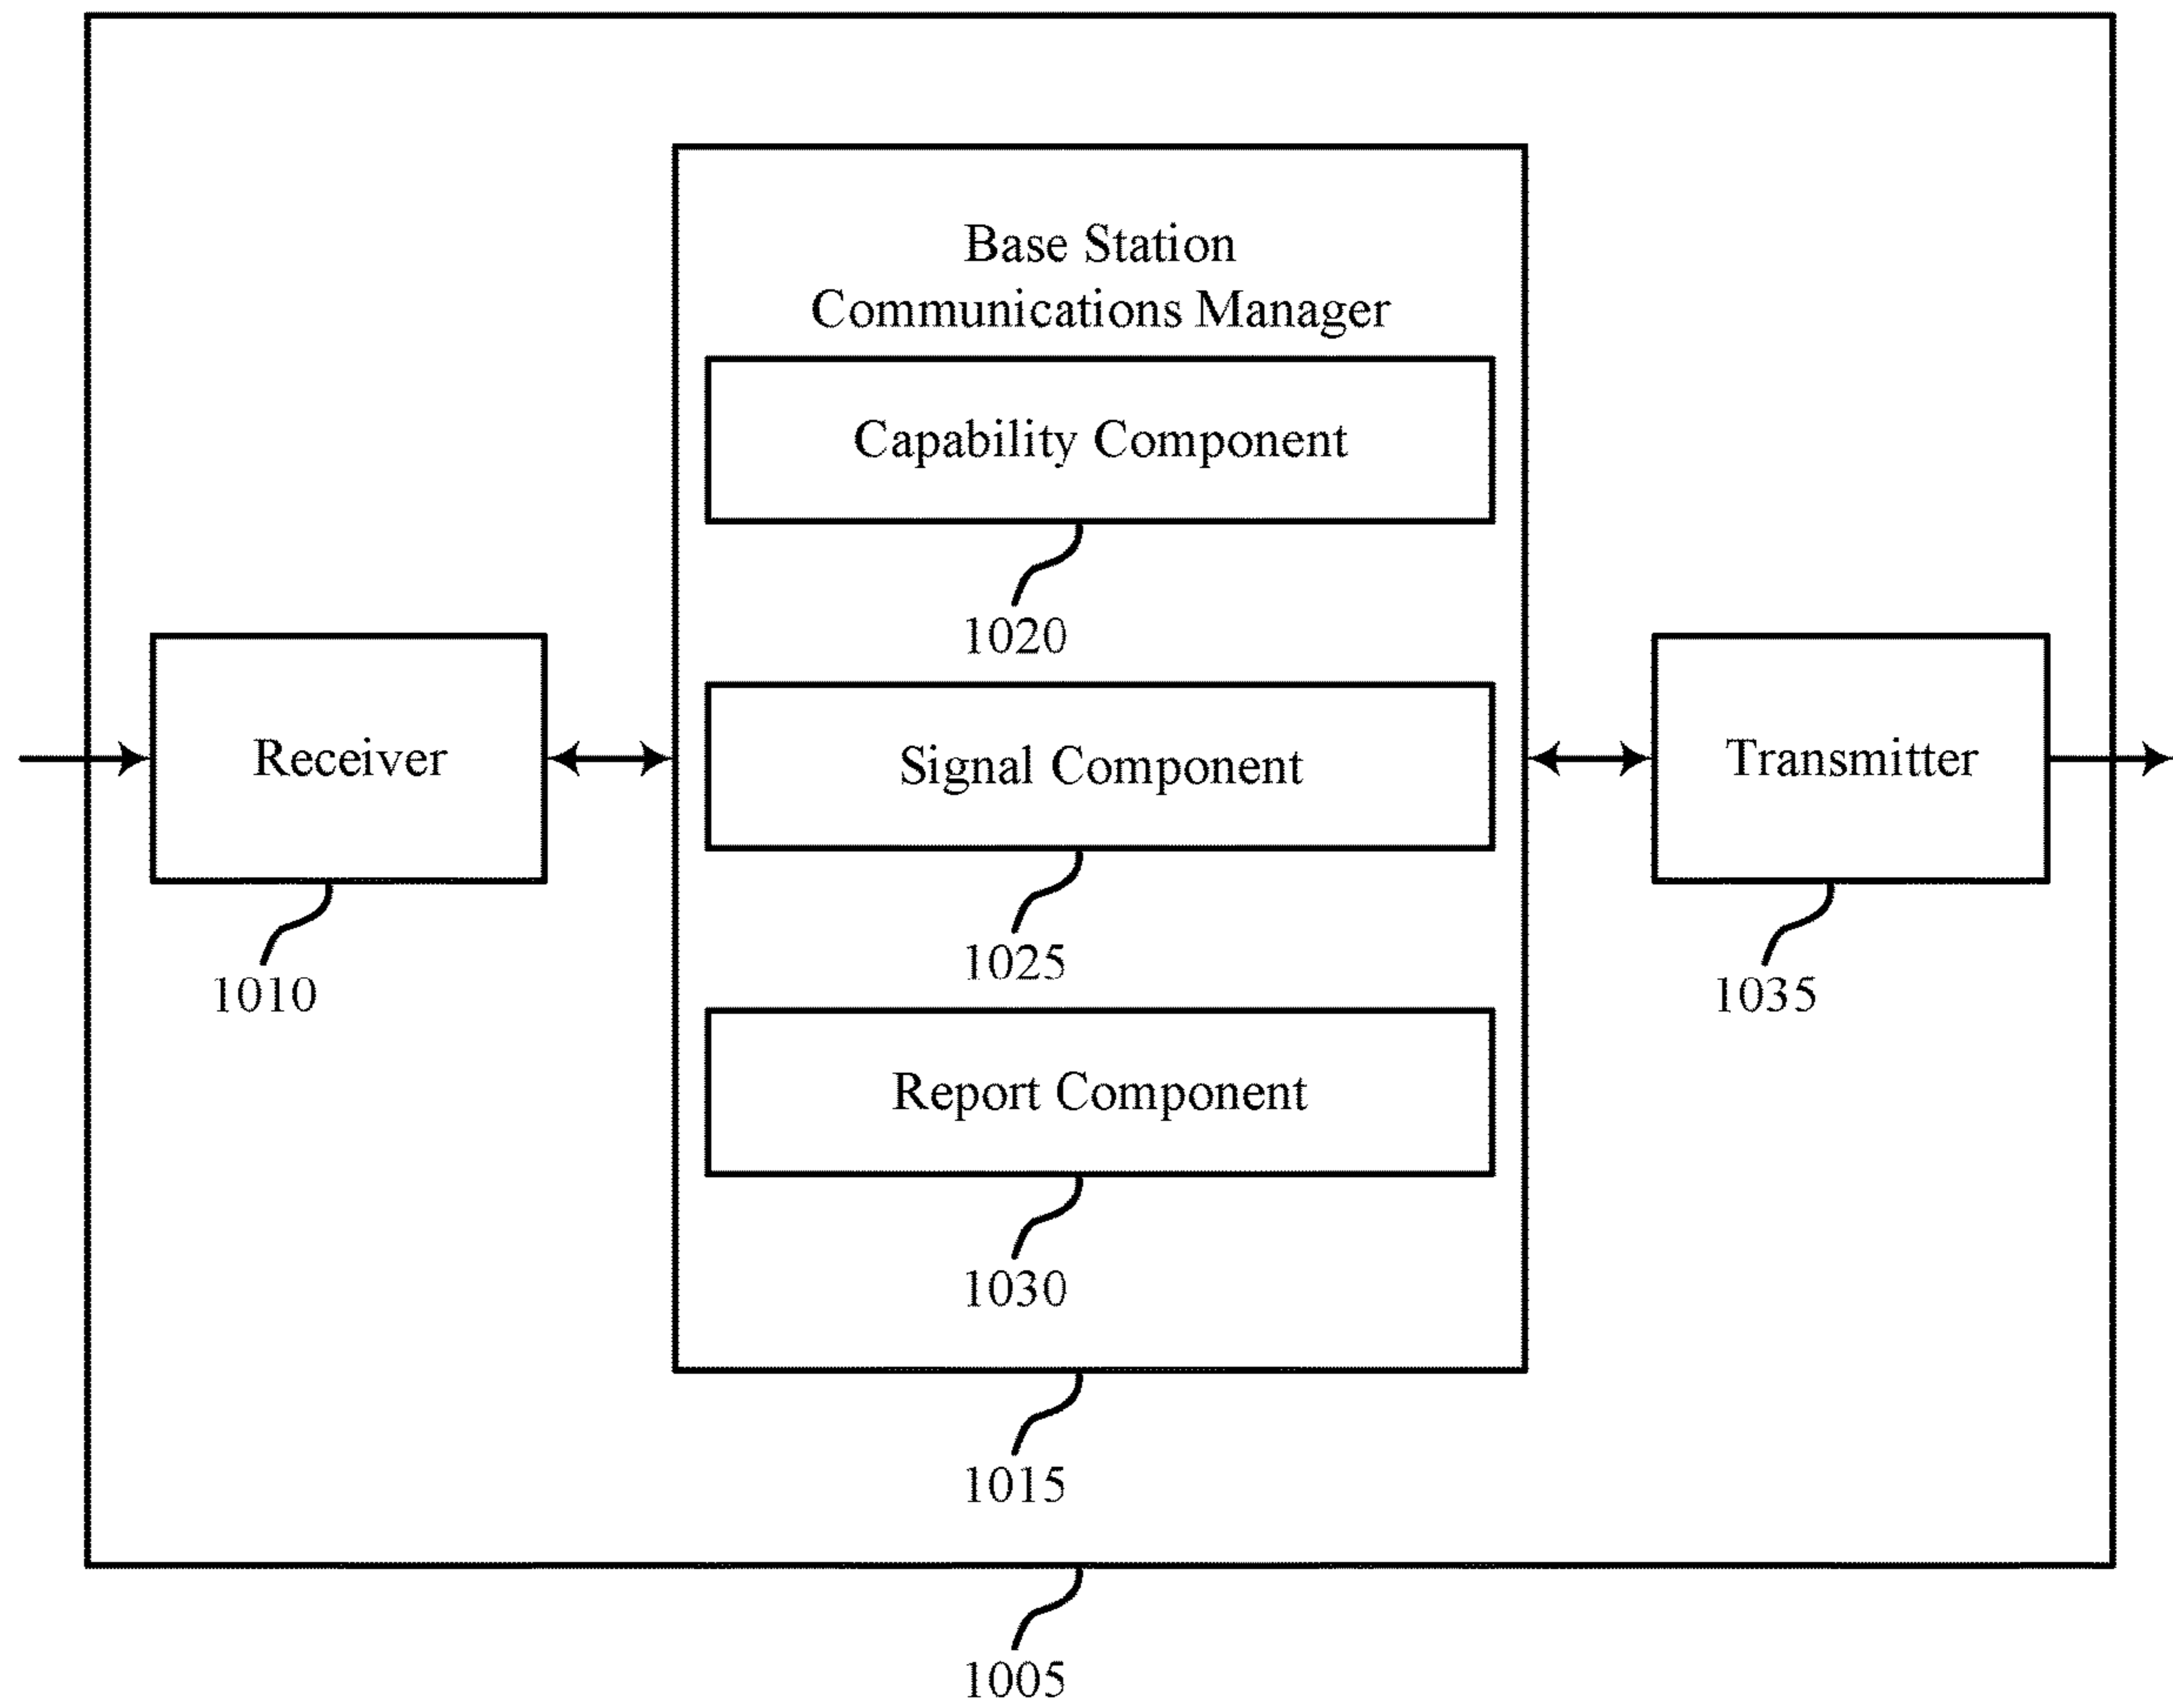 Base Station
Communications Manager
Capability Component
1020
Receiver
1010
Signal Component
1025
Transmitter
1035
Report Component
1030
1015
1005